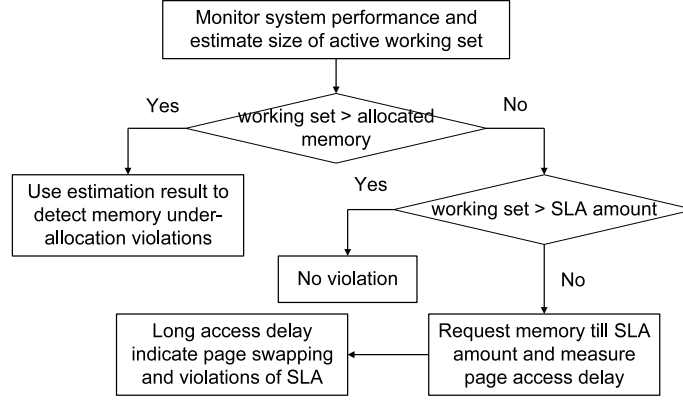 Monitor system performance and
estimate size of active working set
Yes
No
working set > allocated
memory
Use estimation result to
detect memory under-
allocation violations
Yes
working set > SLA amount
No violation
No
Long access delay
indicate page swapping
and violations of SLA
Request memory till SLA
amount and measure
page access delay